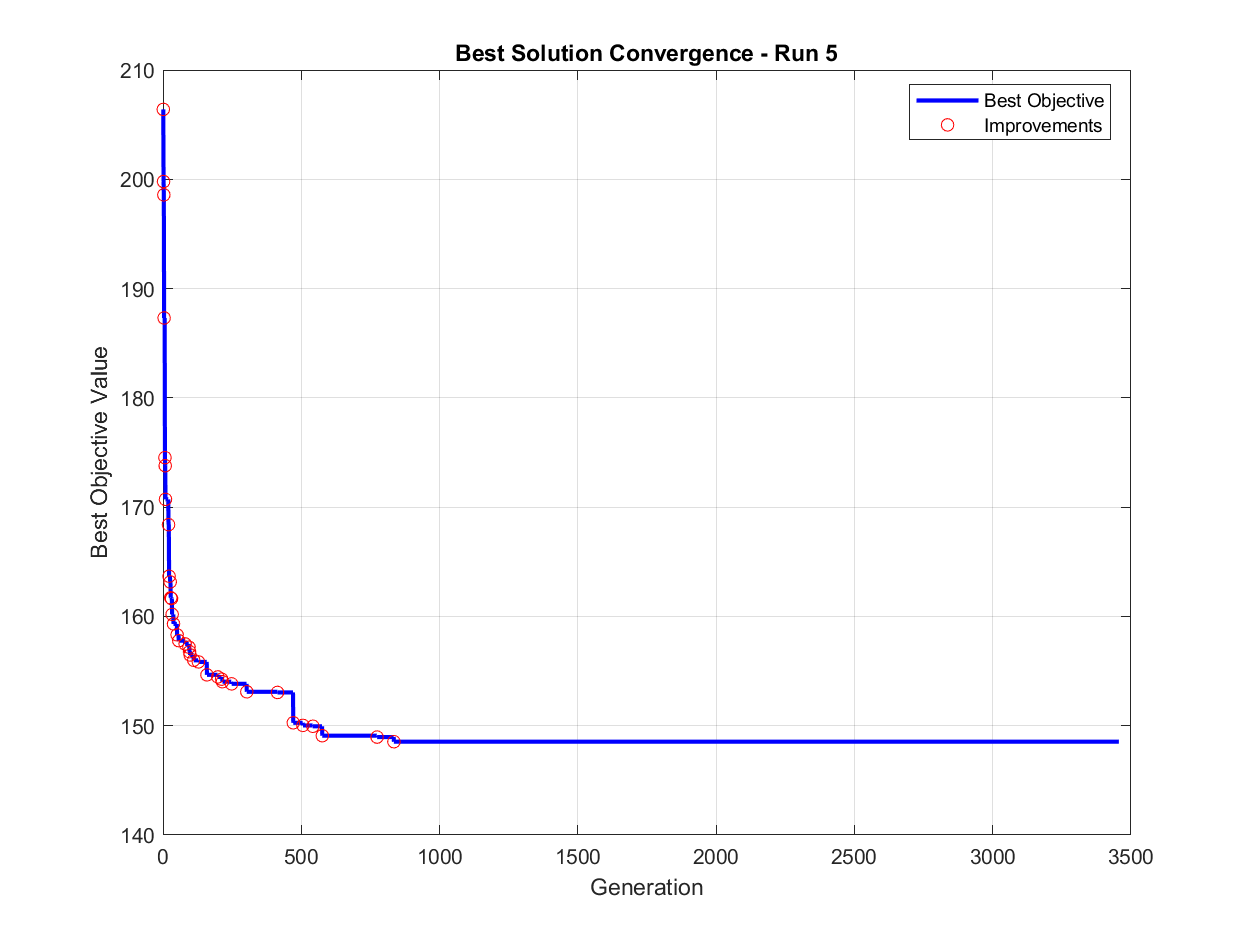 Best Solution Convergence - Run 5
210
200
190
180
170
160
150
140
Best Objective Value
Best Objective
Improvements
0 500 1000 1500 2000 2500 3000 3500
Generation